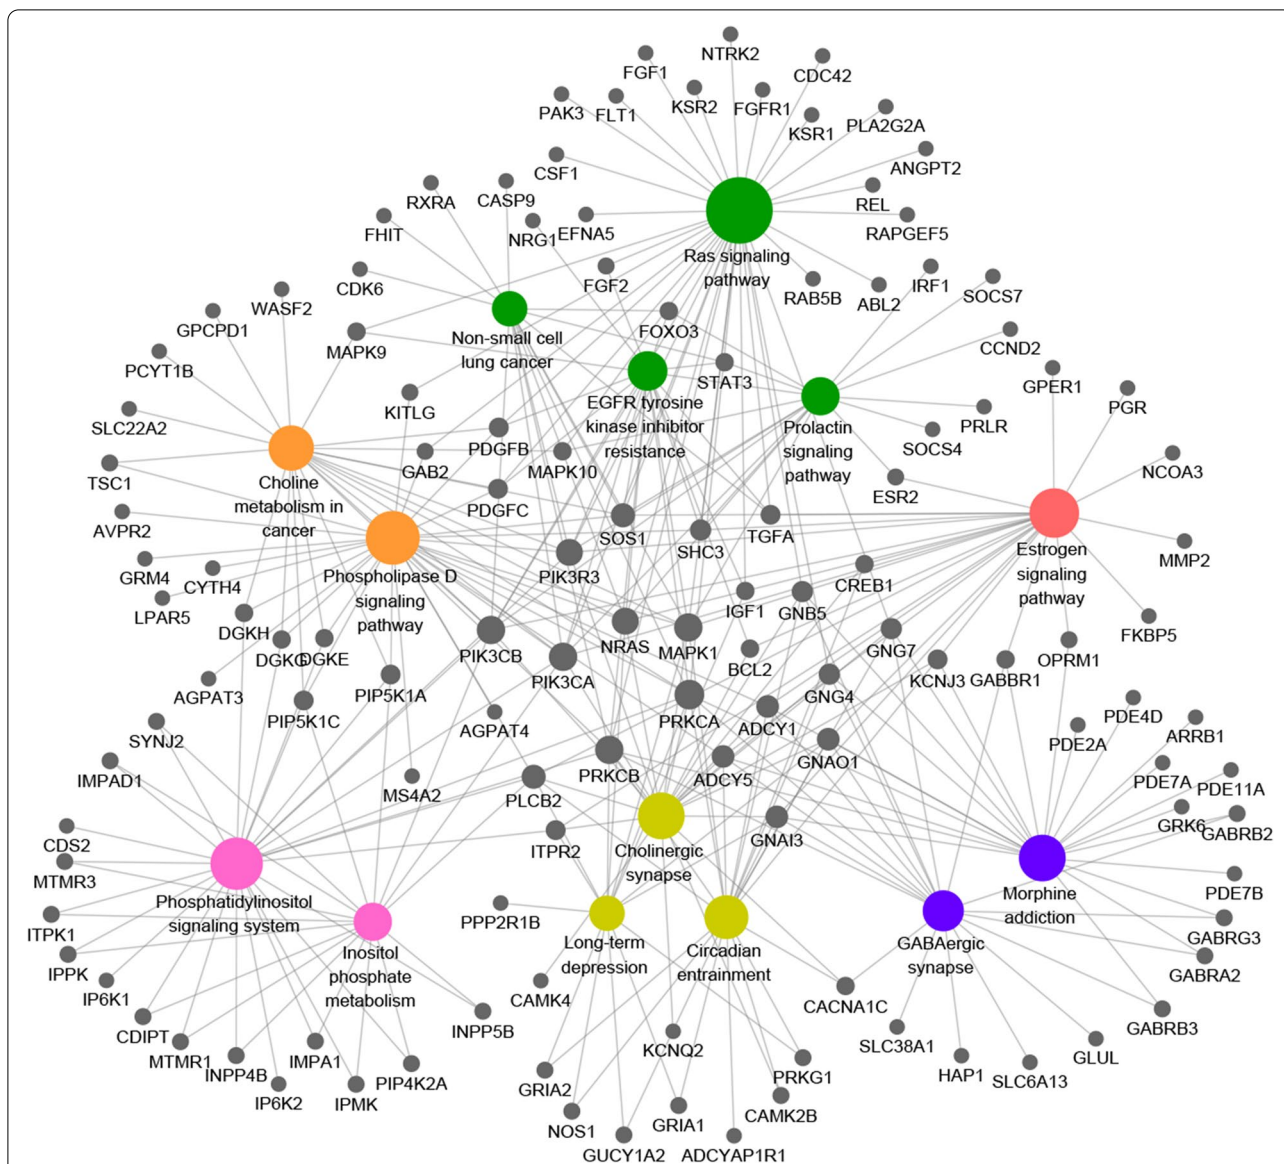 NTRK2
FGF1
CDC42
KSR2
FGFR1
PAK3
FLT1
KSR1
PLA2G2A
ANGPT2
CSF1
RXRA
CASP9
REL
FHIT
NRG1
EFNA5
RAPGEF5
Ras signaling
pathway
CDK6
FGF2
RAB5B
ABL2
IRF1
SOCS7
WASF2
GPCPD1
MAPK9
Non-small cell
lung cancer
FOXO3
CCND2
PCYT1B
STAT3
GPER1
KITLG
EGFR tyrosine
kinase inhibitor
resistance
PGR
SLC22A2
PDGFB
Prolactin
signaling
pathway
SOCS4
PRLR
TSC1
Choline
metabolism in
cancer
GAB2
MAPK10
NCOA3
ESR2
PDGFC
AVPR2
SOS1
SHC3
TGFA
Estrogen
signaling
pathway
MMP2
GRM4
CYTH4
Phospholipase D
signaling
pathway
PIK3R3
CREB1
LPAR5
IGF1
GNB5
DGKH
FKBP5
DGKG
DGKE
PIK3CB
NRAS
MAPK1
BCL2
GNG7
OPRM1
AGPAT3
PIP5K1A
PIK3CA
KCNJ3
GABBR1
GNG4
PIP5K1C
AGPAT4
PRKCA
ADCY1
PDE4D
SYNJ2
PDE2A
ARRB1
IMPAD1
PRKCB
ADCY5
GNAO1
PDE7A
PDE11A
MS4A2
PLCB2
GRK6
GABRB2
CDS2
ITPR2
Cholinergic
synapse
GNAI3
MTMR3
Phosphatidylinositol
signaling system
Morphine
addiction
PDE7B
ITPK1
PPP2R1B
Long-term
depression
Circadian
entrainment
GABAergic
synapse
GABRG3
IPPK
Inositol
phosphate
metabolism
GABRA2
IP6K1
CAMK4
CACNA1C
CDIPT
INPP5B
GABRB3
MTMR1
INPP4B
IMPA1
KCNQ2
SLC38A1
GLUL
PIP4K2A
GRIA2
PRKG1
HAP1
SLC6A13
IP6K2
IPMK
NOS1
GRIA1
CAMK2B
GUCY1A2
ADCYAP1R1